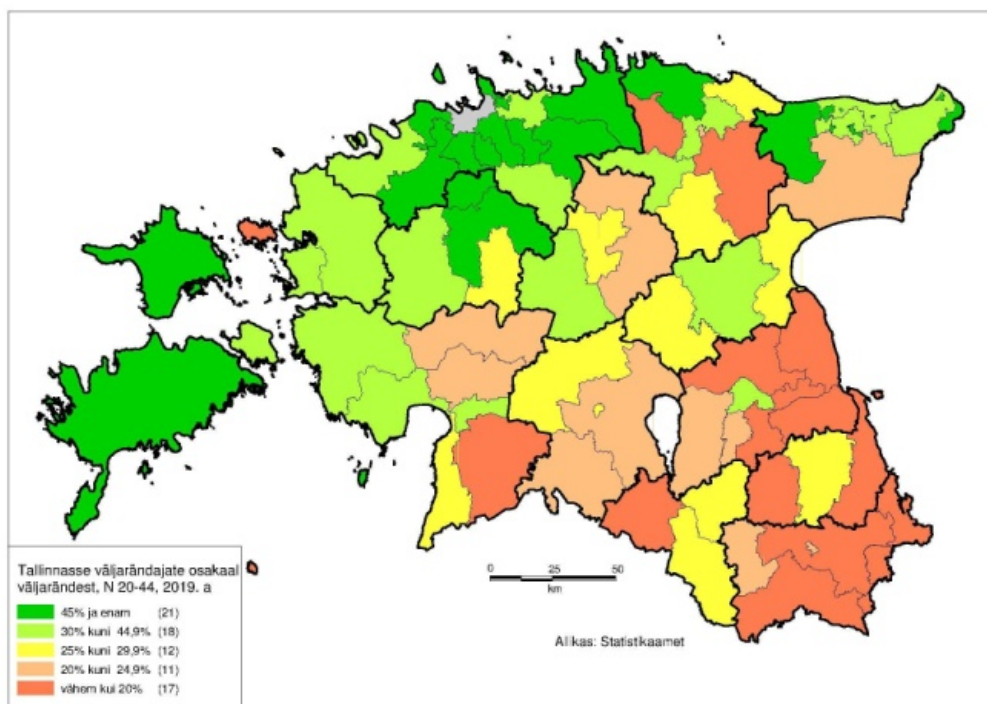 Tallinnasse väljarändajate osakaal
väljarändest, N 20-44, 2019. a
45% ja enam (21)
30% kuni 44,9% (18)
25% kuni 29,9% (12)
20% kuni 24,9% (11)
vähem kui 20% (17)
0 25 50
km
Allikas: Statistikaamet